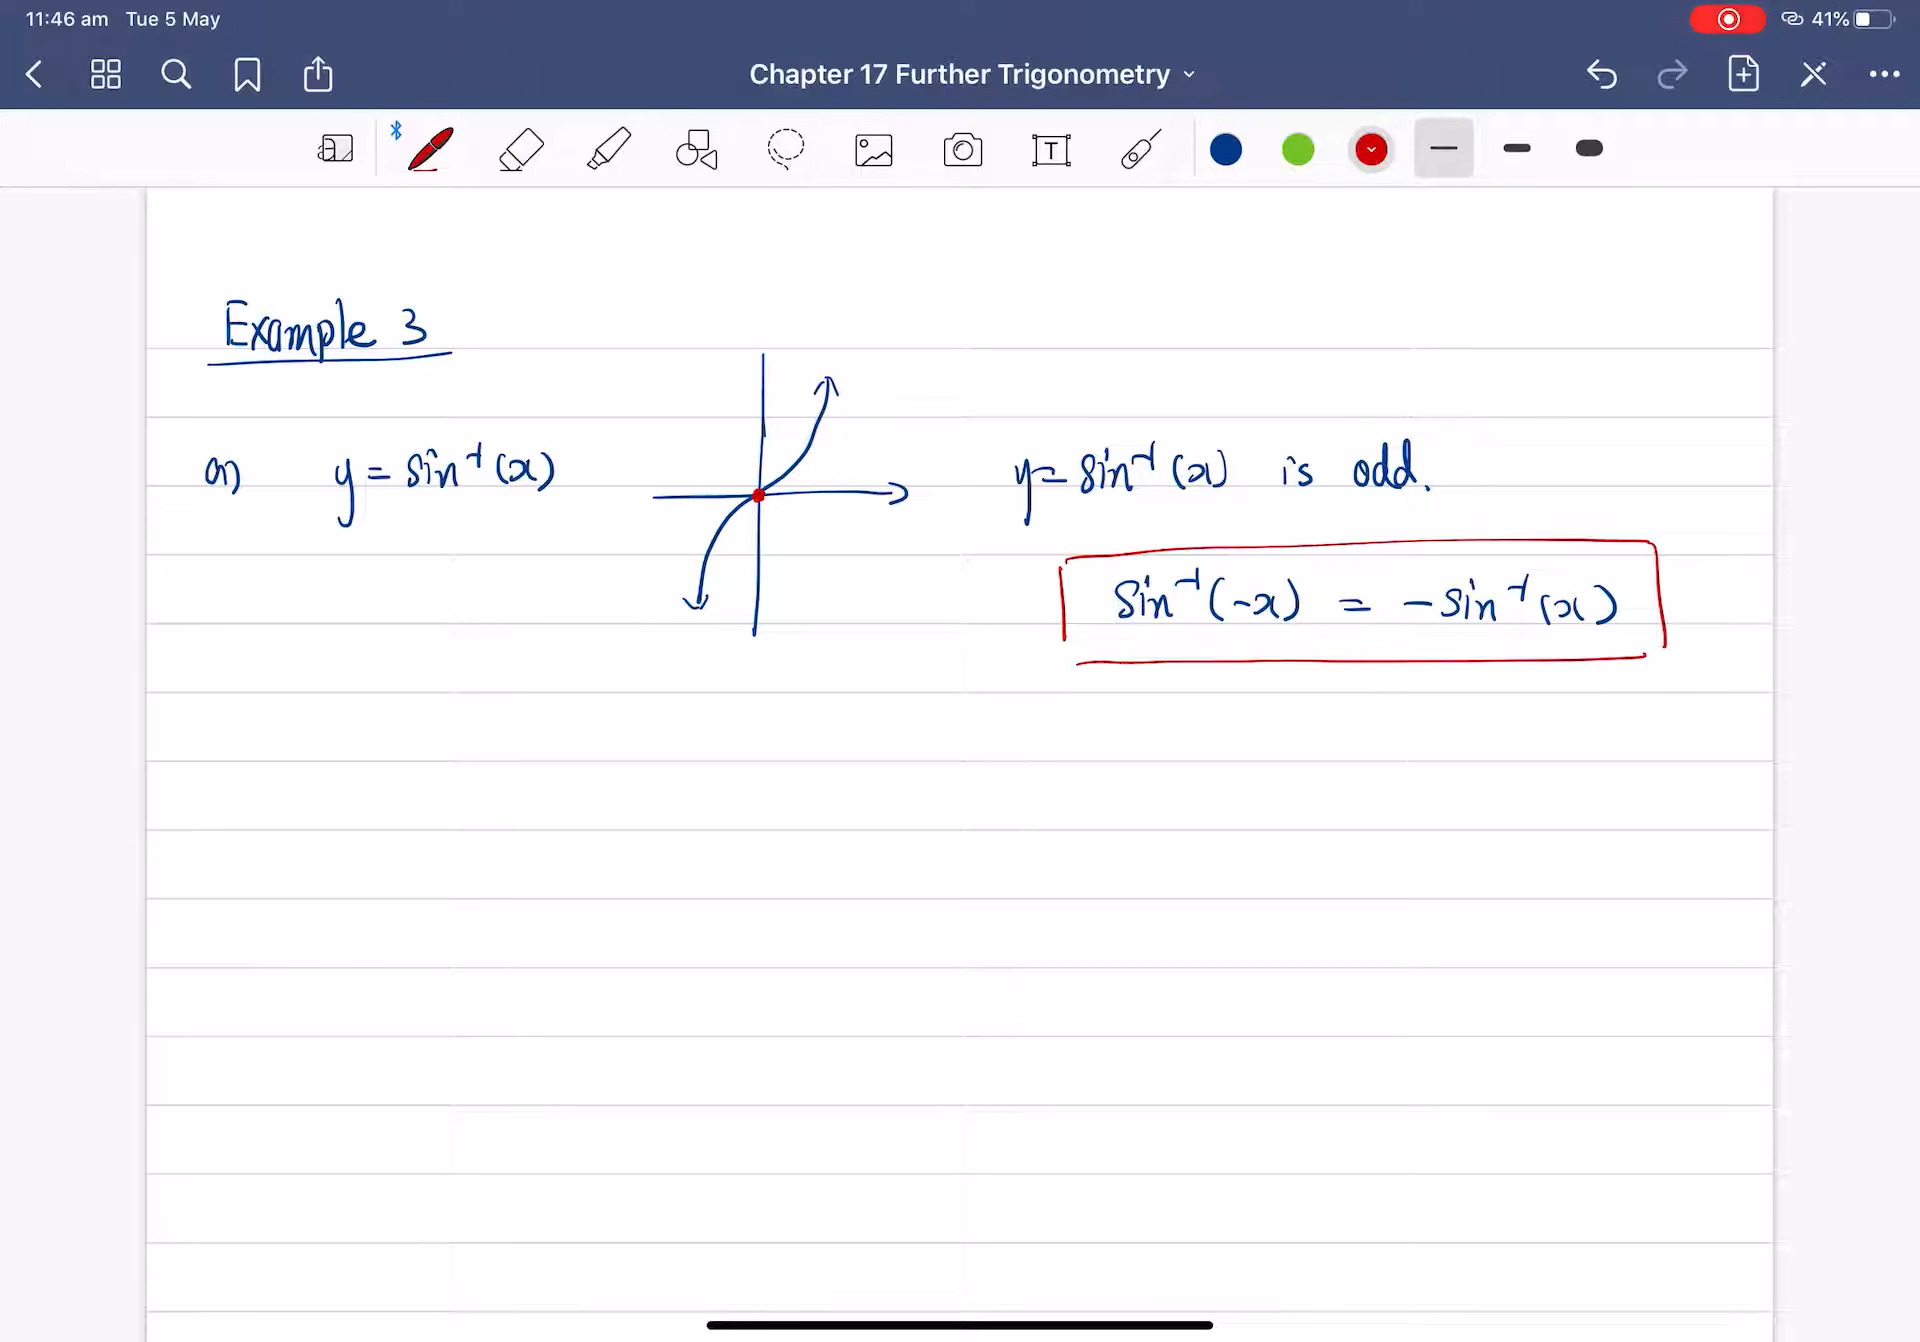 11:46 am Tue 5 May
41%
Chapter 17 Further Trigonometry
Example 3
a) y = sin⁻¹(x)
y = sin⁻¹(x) is odd.
sin⁻¹(-x) = -sin⁻¹(x)